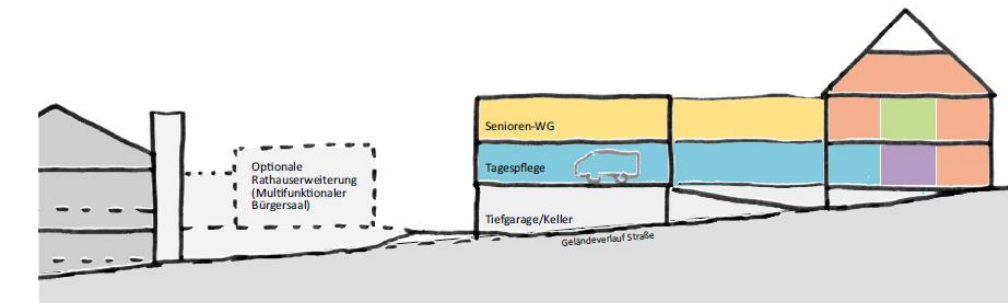 Senioren-WG
Optionale
Rathauserweiterung
(Multifunktionaler
Bürgersaal)
Tagespflege
Tiefgarage/Keller
Geländeverlauf Straße